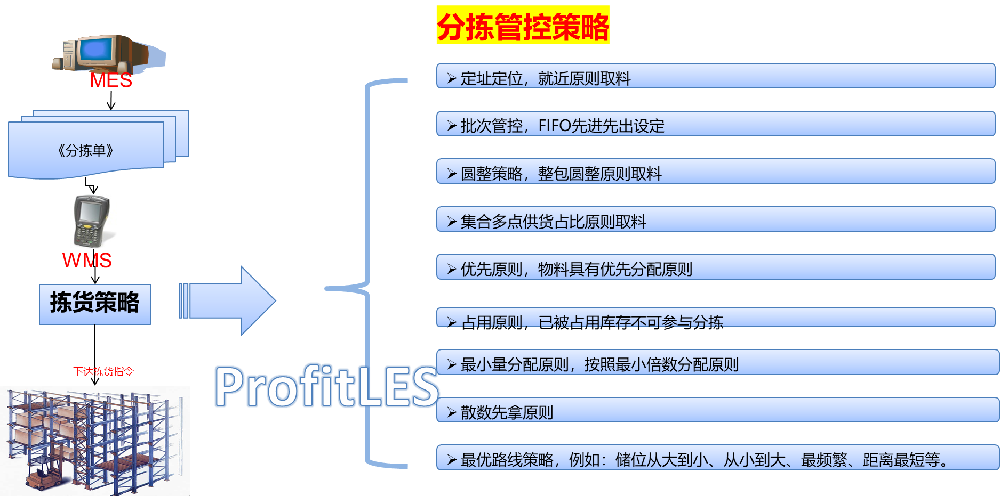 分拣管控策略
MES
《分拣单》
WMS
拣货策略
下达拣货指令
ProfitLES
定址定位，就近原则取料
批次管控，FIFO先进先出设定
圆整策略，整包圆整原则取料
集合多点供货占比原则取料
优先原则，物料具有优先分配原则
占用原则，已被占用库存不可参与分拣
最小量分配原则，按照最小倍数分配原则
散数先拿原则
最优路线策略，例如：储位从大到小、从小到大、最频繁、距离最短等。